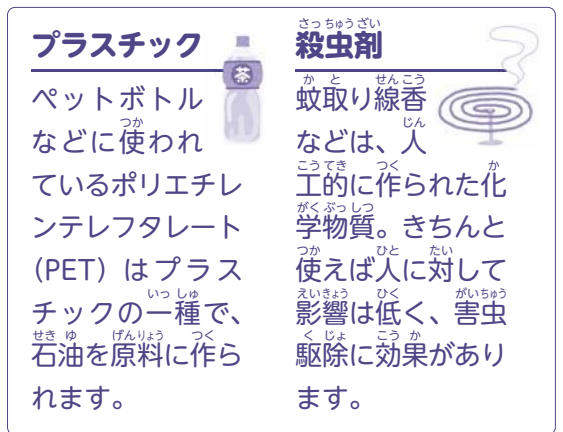 プラスチック
茶
ペットボトル
などに使われ
ているポリエチレ
ンテレフタレート
(PET)はプラス
チックの一種で、
石油を原料に作ら
れます。
殺虫剤
蚊取り線香
などは、人
工的に作られた化
学物質。きちんと
使えば人に対して
影響は低く、害虫
駆除に効果があり
ます。